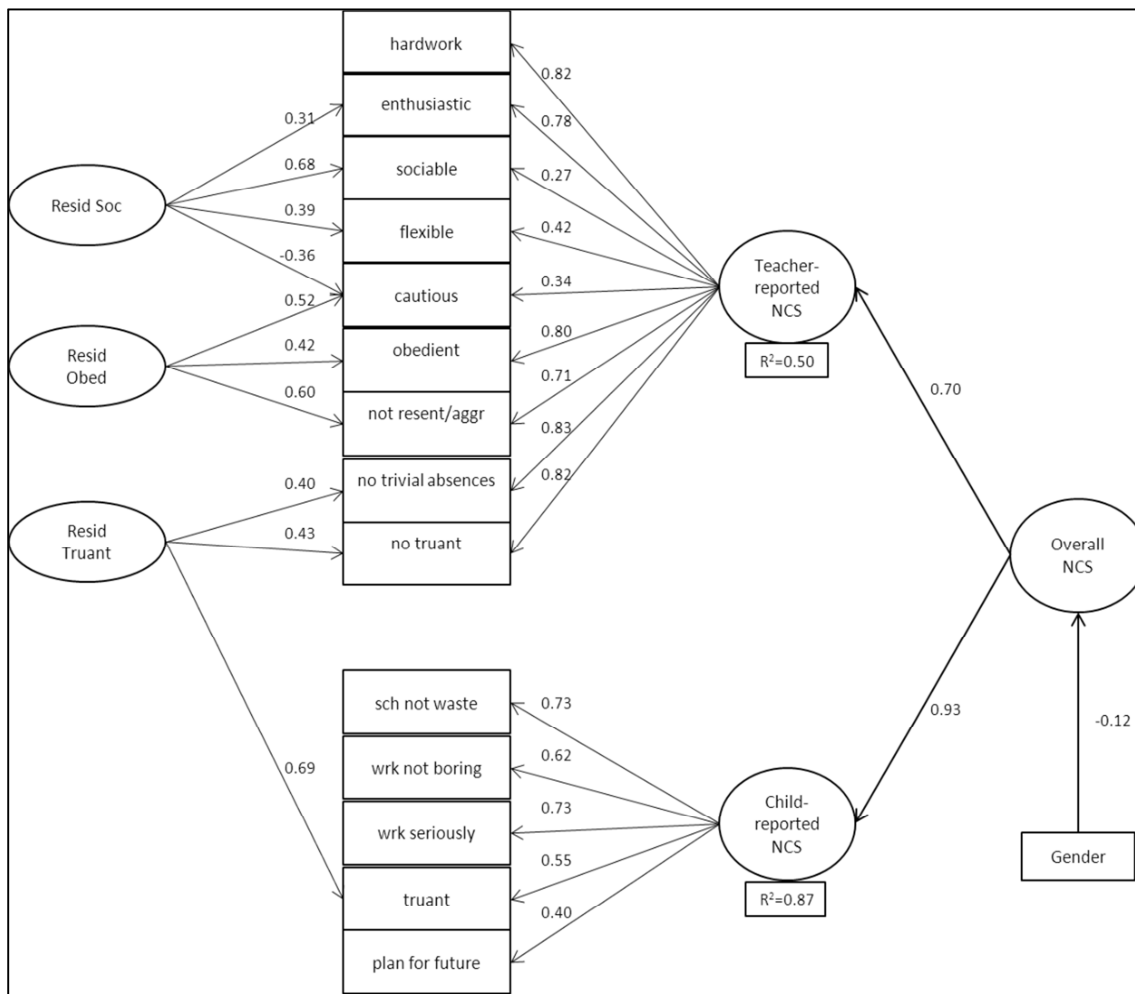 hardwork
0.82
enthusiastic
0.31
0.78
sociable
0.68
0.27
Resid Soc
flexible
0.39
0.42
-0.36
cautious
0.34
Teacher-
reported
NCS
0.52
Resid
Obed
obedient
0.42
0.80
R²=0.50
0.60
not resent/aggr
0.71
0.70
0.83
no trivial absences
0.40
0.82
Resid
Truant
0.43
no truant
Overall
NCS
sch not waste
0.73
0.93
-0.12
wrk not boring
0.62
0.69
wrk seriously
0.73
Child-
reported
NCS
Gender
truant
0.55
R²=0.87
0.40
plan for future